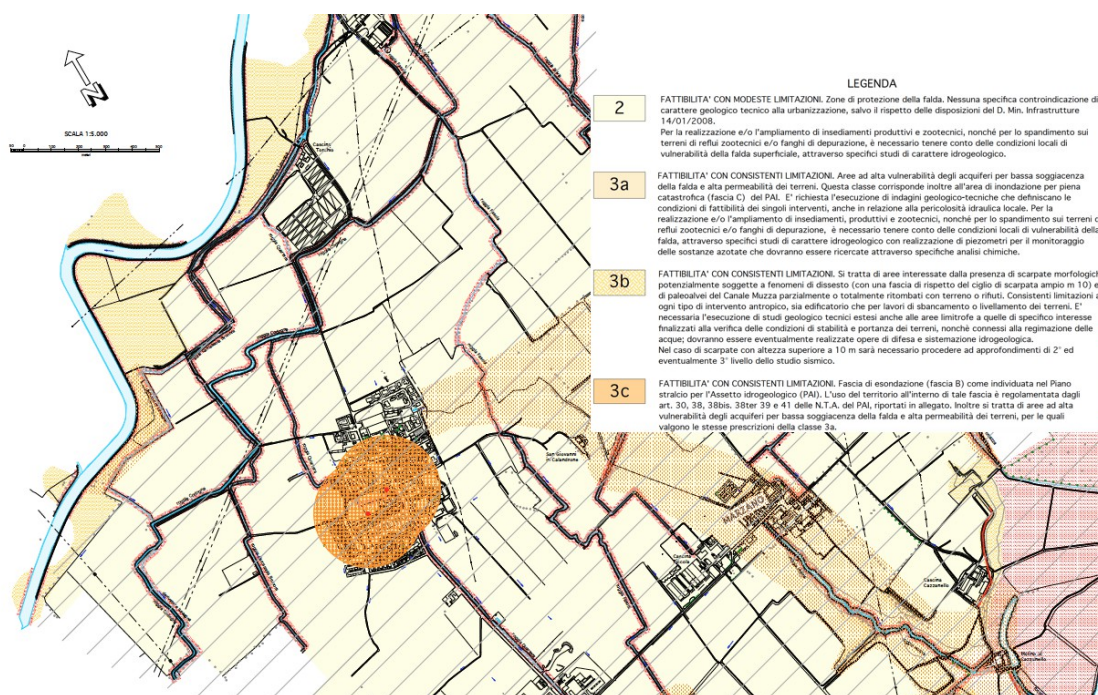 N
SCALA 1:5.000
Cascina
Torchio
San Giovanni
in Calandrone
MARZANO
Cascina
Cazzanello
Molino di
Cazzanello
LEGENDA
2
FATTIBILITA' CON MODESTE LIMITAZIONI. Zone di protezione della falda. Nessuna specifica controindicazione di
carattere geologico tecnico alla urbanizzazione, salvo il rispetto delle disposizioni del D. Min. Infrastrutture
14/01/2008.
Per la realizzazione e/o l'ampliamento di insediamenti produttivi e zootecnici, nonché per lo spandimento sui
terreni di reflui zootecnici e/o fanghi di depurazione, è necessario tenere conto delle condizioni locali di
vulnerabilità della falda superficiale, attraverso specifici studi di carattere idrogeologico.
3a
FATTIBILITA' CON CONSISTENTI LIMITAZIONI. Aree ad alta vulnerabilità degli acquiferi per bassa soggiacenza
della falda e alta permeabilità dei terreni. Questa classe corrisponde inoltre all'area di inondazione per piena
catastrofica (fascia C) del PAI. E' richiesta l'esecuzione di indagini geologico-tecniche che definiscano le
condizioni di fattibilità dei singoli interventi, anche in relazione alla pericolosità idraulica locale. Per la
realizzazione e/o l'ampliamento di insediamenti, produttivi e zootecnici, nonché per lo spandimento sui terreni d
reflui zootecnici e/o fanghi di depurazione, è necessario tenere conto delle condizioni locali di vulnerabilità della
falda, attraverso specifici studi di carattere idrogeologico con realizzazione di piezometri per il monitoraggio
delle sostanze azotate che dovranno essere ricercate attraverso specifiche analisi chimiche.
3b
FATTIBILITA' CON CONSISTENTI LIMITAZIONI. Si tratta di aree interessate dalla presenza di scarpate morfologich
potenzialmente soggette a fenomeni di dissesto (con una fascia di rispetto del ciglio di scarpata ampio m 10) e
di paleoalvei del Canale Muzza parzialmente o totalmente ritombati con terreno o rifiuti. Consistenti limitazioni a
ogni tipo di intervento antropico, sia edificatorio che per lavori di sbancamento o livellamento dei terreni. E'
necessaria l'esecuzione di studi geologico tecnici estesi anche alle aree limitrofe a quelle di specifico interesse
finalizzati alla verifica delle condizioni di stabilità e portanza dei terreni, nonchè connessi alla regimazione delle
acque; dovranno essere eventualmente realizzate opere di difesa e sistemazione idrogeologica.
Nel caso di scarpate con altezza superiore a 10 m sarà necessario procedere ad approfondimenti di 2° ed
eventualmente 3° livello dello studio sismico.
3c
FATTIBILITA' CON CONSISTENTI LIMITAZIONI. Fascia di esondazione (fascia B) come individuata nel Piano
stralcio per l'Assetto idrogeologico (PAI). L'uso del territorio all'interno di tale fascia è regolamentata dagli
art. 30, 38, 38bis. 38ter 39 e 41 delle N.T.A. del PAI, riportati in allegato. Inoltre si tratta di aree ad alta
vulnerabilità degli acquiferi per bassa soggiacenza della falda e alta permeabilità dei terreni, per le quali
valgono le stesse prescrizioni della classe 3a.